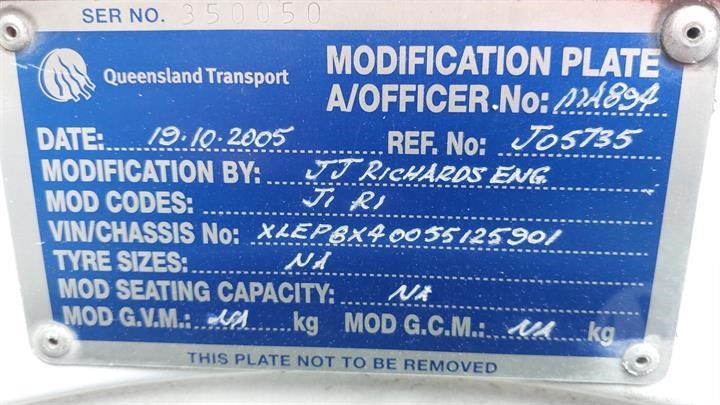 SER NO. 350050
Queensland Transport
MODIFICATION PLATE
A/OFFICER.No: MA894
DATE: 19.10.2005 REF. No: J05735
MODIFICATION BY: JJ RICHARDS ENG
MOD CODES: J1 R1
VIN/CHASSIS No: XLEP8X40055125901
TYRE SIZES: NA
MOD SEATING CAPACITY: NA
MOD G.V.M.: NA kg MOD G.C.M.: NA kg
THIS PLATE NOT TO BE REMOVED